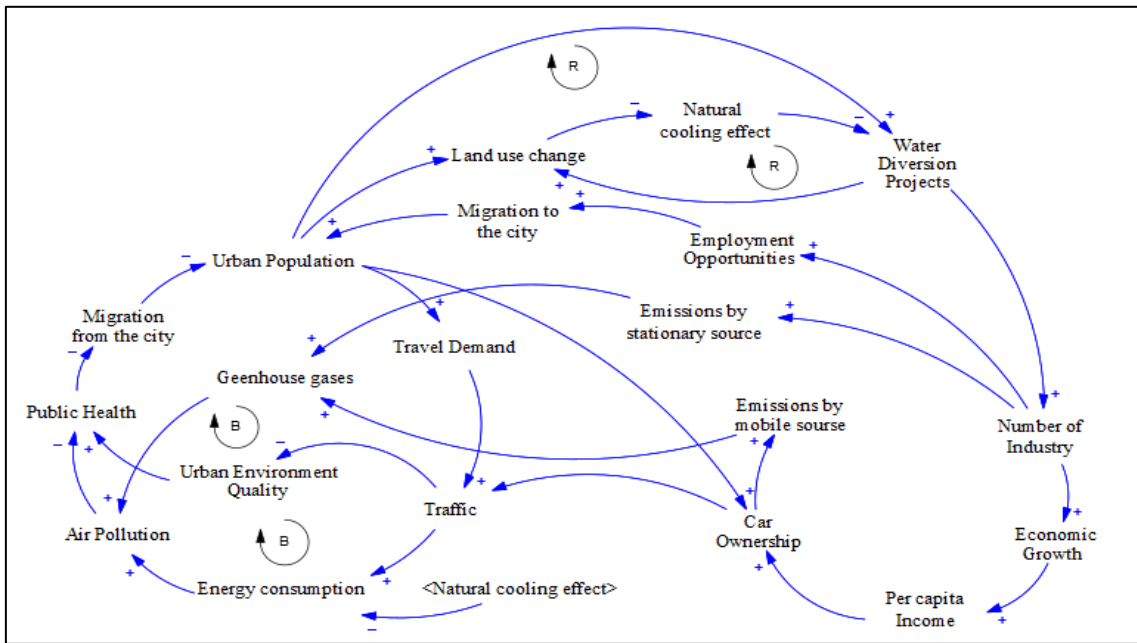 R
Natural
cooling effect
Water
Diversion
Projects
Land use change
R
Migration to
the city
Employment
Opportunities
Urban Population
Migration
from the city
Emissions by
stationary source
Travel Demand
Geenhouse gases
Public Health
B
Emissions by
mobile sourse
Number of
Industry
Urban Environment
Quality
Traffic
Car
Ownership
Air Pollution
B
Economic
Growth
Energy consumption
<Natural cooling effect>
Per capita
Income